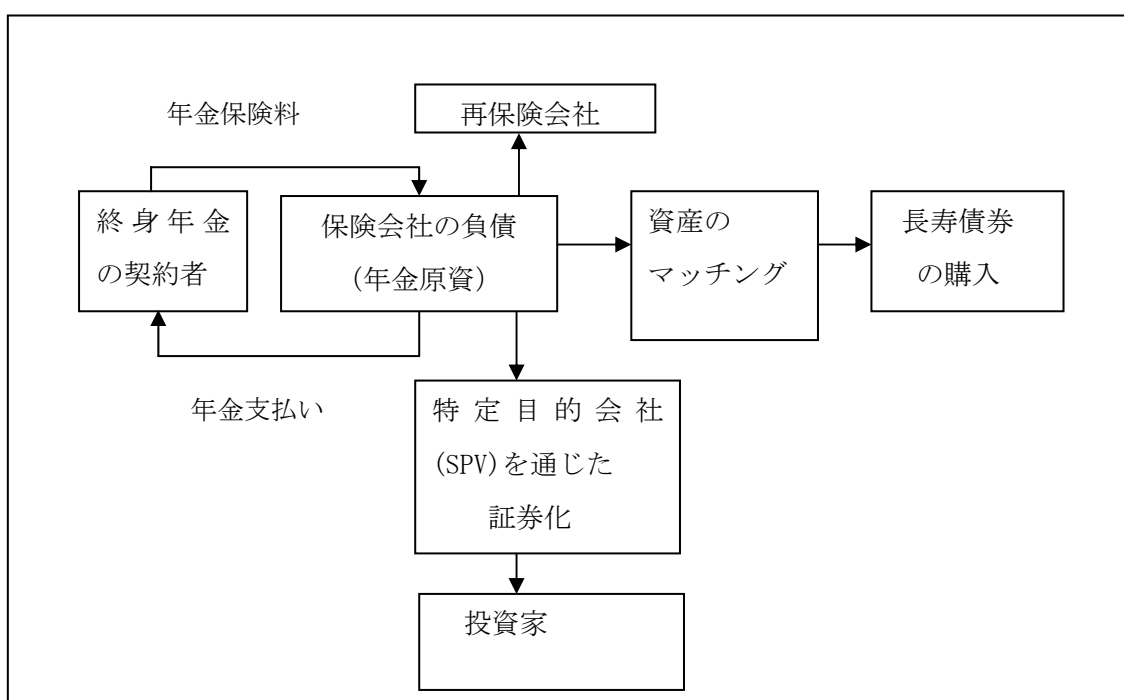 年金保険料
再保険会社
終身年金
の契約者
保険会社の負債
(年金原資)
資産の
マッチング
長寿債券
の購入
年金支払い
特定目的会社
(SPV)を通じた
証券化
投資家